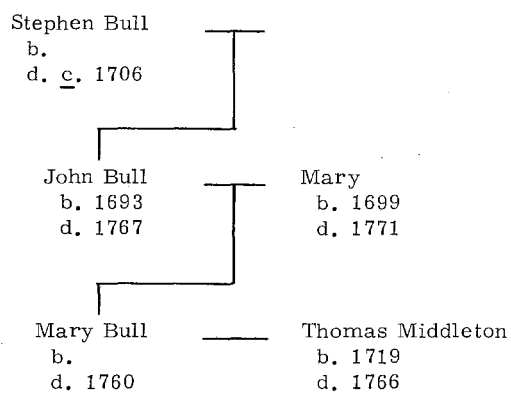 Stephen Bull
b.
d. c. 1706
John Bull
b. 1693
d. 1767
Mary
b. 1699
d. 1771
Mary Bull
b.
d. 1760
Thomas Middleton
b. 1719
d. 1766